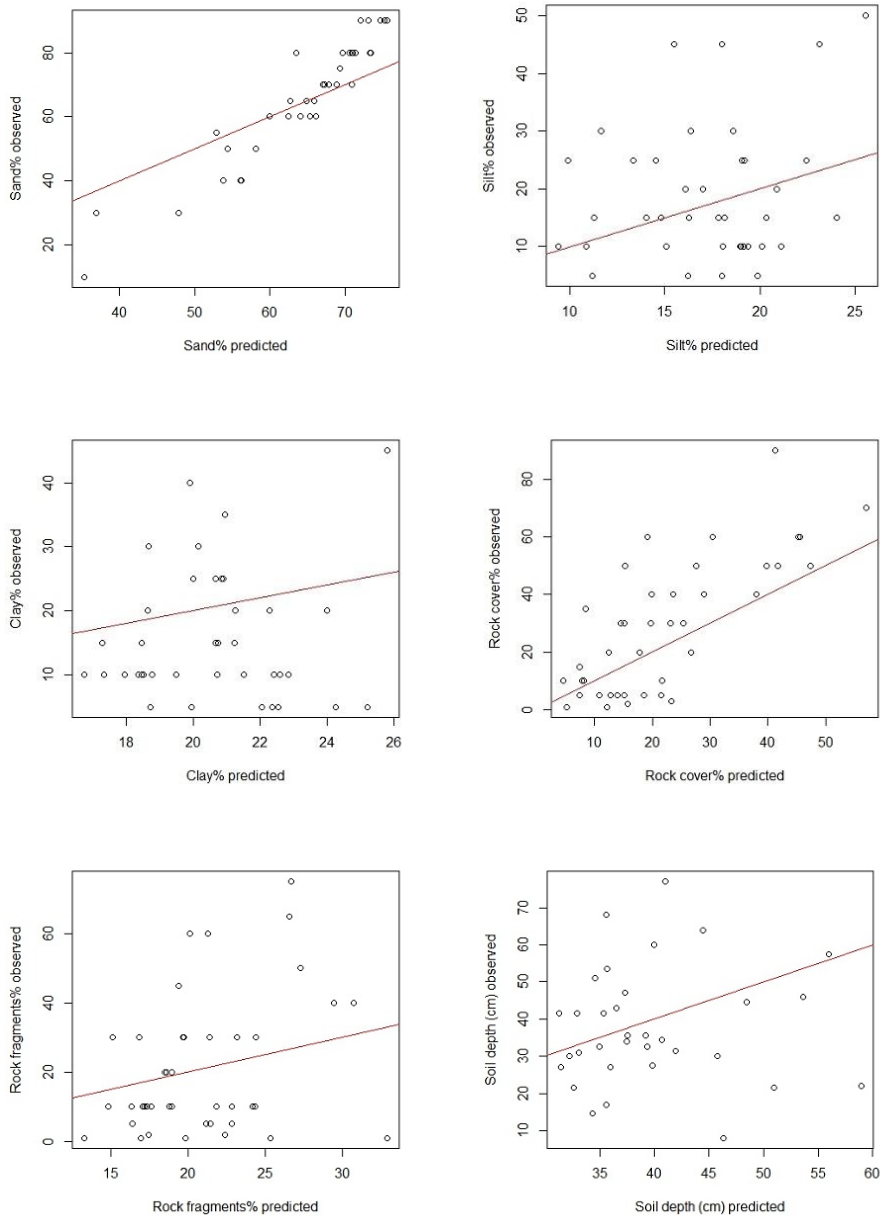 Sand% observed
80
60
40
20
40 50 60 70
Sand% predicted
Silt% observed
50
40
30
20
10
10 15 20 25
Silt% predicted
Clay% observed
40
30
20
10
18 20 22 24 26
Clay% predicted
Rock cover% observed
80
60
40
20
0
10 20 30 40 50
Rock cover% predicted
Rock fragments% observed
60
40
20
0
15 20 25 30
Rock fragments% predicted
Soil depth (cm) observed
70
60
50
40
30
20
10
35 40 45 50 55 60
Soil depth (cm) predicted